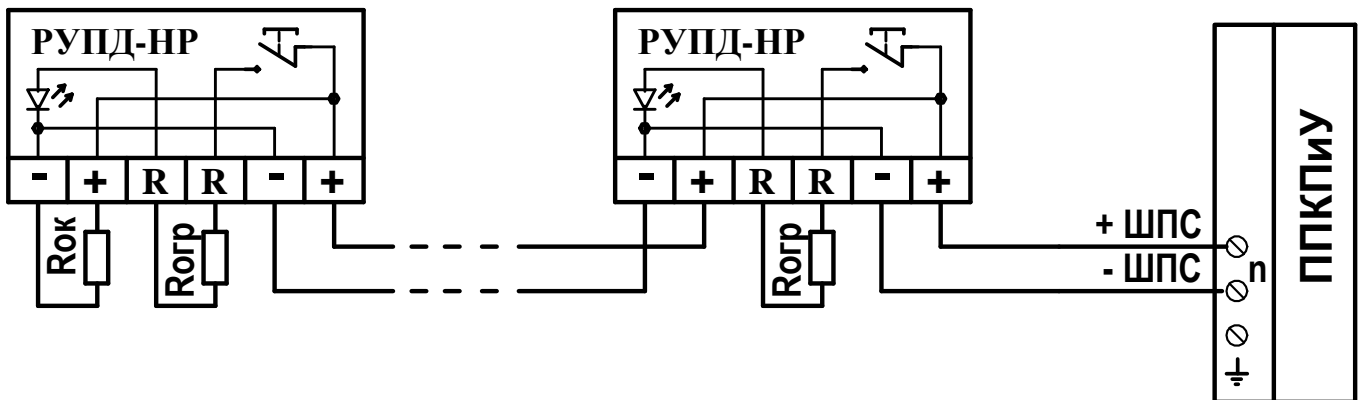 РУПД-НР
- + R R - +
Rок
Rогр
РУПД-НР
- + R R - +
Rогр
+ ШПС
- ШПС
n
ППКПиУ